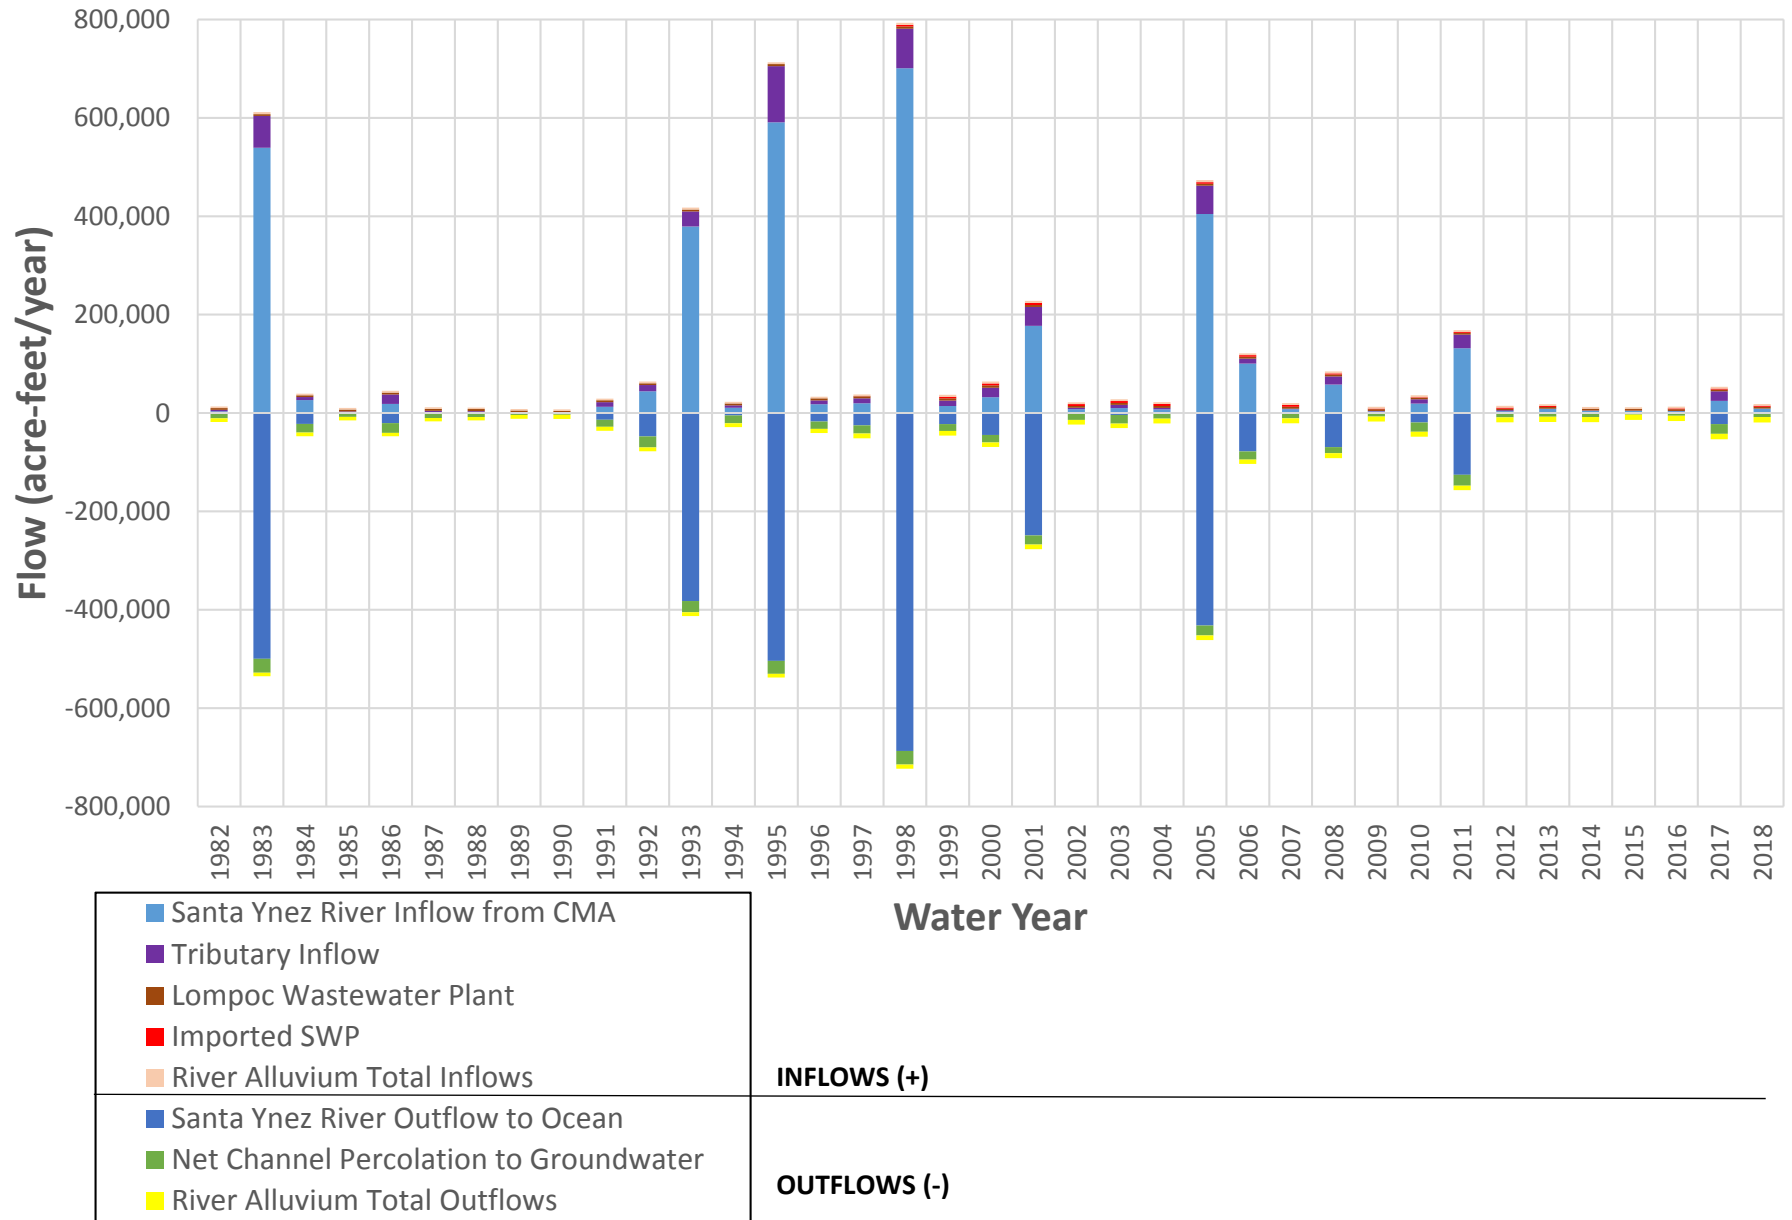 800,000
600,000
400,000
200,000
0
-200,000
-400,000
-600,000
-800,000
Flow (acre-feet/year)
1982 1983 1984 1985 1986 1987 1988 1989 1990 1991 1992 1993 1994 1995 1996 1997 1998 1999 2000 2001 2002 2003 2004 2005 2006 2007 2008 2009 2010 2011 2012 2013 2014 2015 2016 2017 2018
Water Year
Santa Ynez River Inflow from CMA
Tributary Inflow
Lompoc Wastewater Plant
Imported SWP
River Alluvium Total Inflows
INFLOWS (+)
Santa Ynez River Outflow to Ocean
Net Channel Percolation to Groundwater
River Alluvium Total Outflows
OUTFLOWS (-)